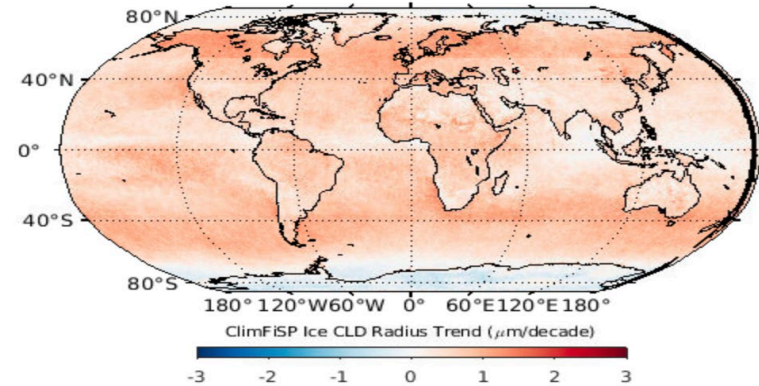 80°N
40°N
0°
40°S
80°S
180° 120°W 60°W 0° 60°E 120°E 180°
ClimFiSP Ice CLD Radius Trend (μm/decade)
-3 -2 -1 0 1 2 3